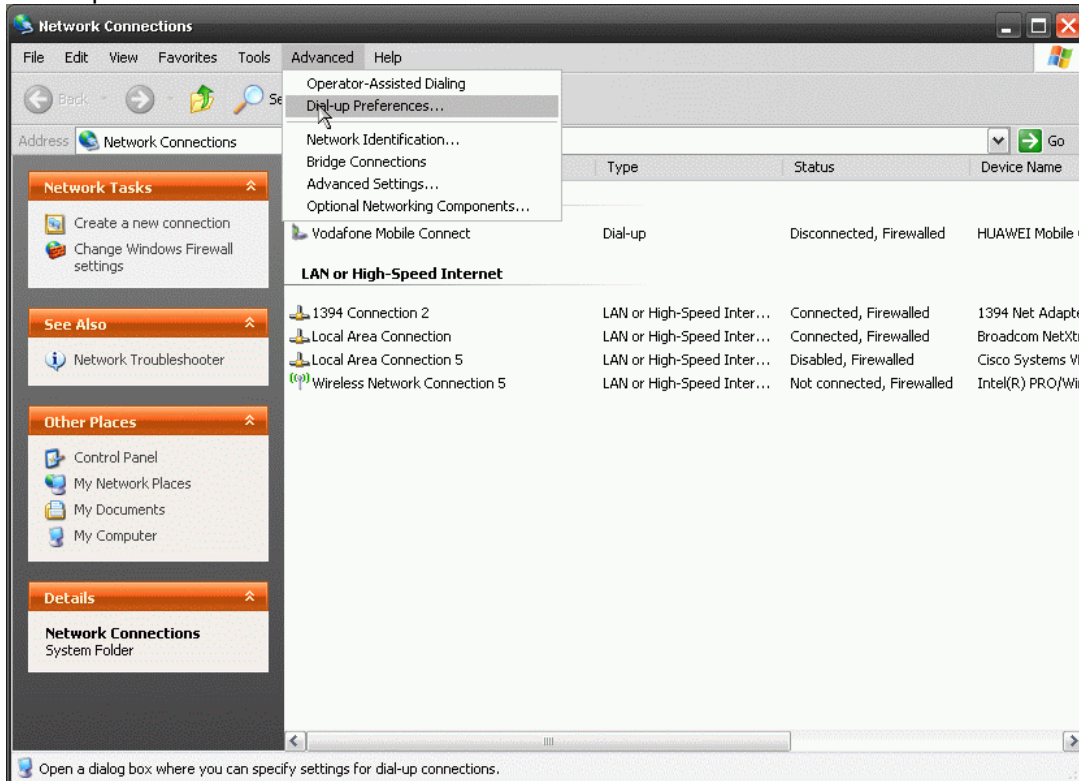 Network Connections
File Edit View Favorites Tools Advanced Help
Back
Operator-Assisted Dialing
Dial-up Preferences...
Network Identification...
Bridge Connections
Advanced Settings...
Optional Networking Components...
Address Network Connections Go
Type Status Device Name
Network Tasks
Create a new connection
Change Windows Firewall
settings
See Also
Network Troubleshooter
Other Places
Control Panel
My Network Places
My Documents
My Computer
Details
Network Connections
System Folder
Vodafone Mobile Connect Dial-up Disconnected, Firewalled HUAWEI Mobile
LAN or High-Speed Internet
1394 Connection 2 LAN or High-Speed Inter... Connected, Firewalled 1394 Net Adapte
Local Area Connection LAN or High-Speed Inter... Connected, Firewalled Broadcom NetXt
Local Area Connection 5 LAN or High-Speed Inter... Disabled, Firewalled Cisco Systems V
Wireless Network Connection 5 LAN or High-Speed Inter... Not connected, Firewalled Intel(R) PRO/Wi
Open a dialog box where you can specify settings for dial-up connections.